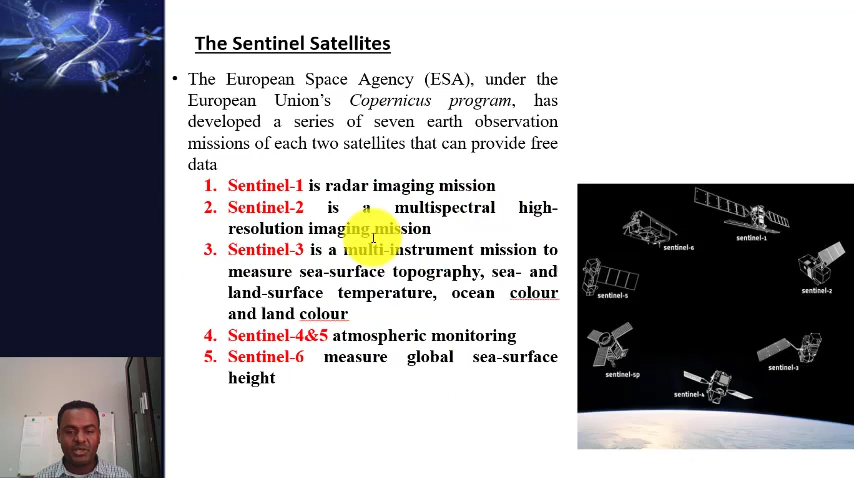 The Sentinel Satellites
• The European Space Agency (ESA), under the
European Union's Copernicus program, has
developed a series of seven earth observation
missions of each two satellites that can provide free
data
1. Sentinel-1 is radar imaging mission
2. Sentinel-2 is a multispectral high-
resolution imaging mission
3. Sentinel-3 is a multi-instrument mission to
measure sea-surface topography, sea- and
land-surface temperature, ocean colour
and land colour
4. Sentinel-4&5 atmospheric monitoring
5. Sentinel-6 measure global sea-surface
height
sentinel-6
sentinel-1
sentinel-5
sentinel-2
sentinel-5p
sentinel-3
sentinel-4